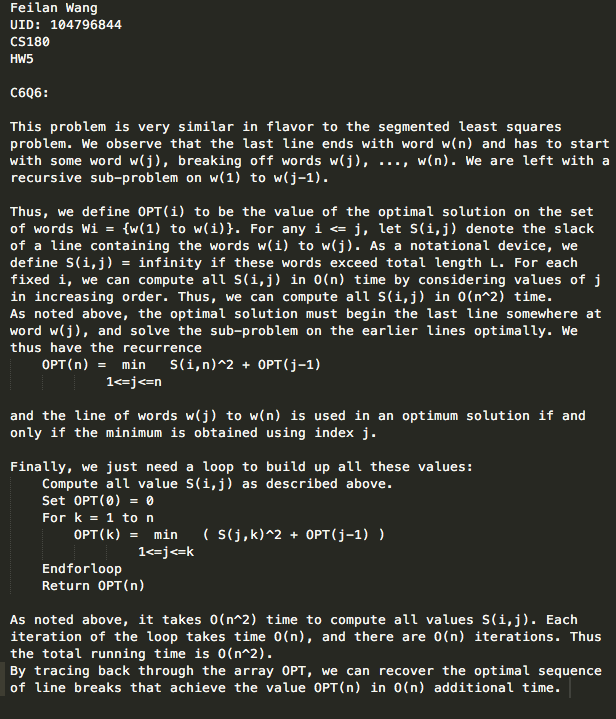 Feilan Wang
UID: 104796844
CS180
HW5

C6Q6:

This problem is very similar in flavor to the segmented least squares
problem. We observe that the last line ends with word w(n) and has to start
with some word w(j), breaking off words w(j), ..., w(n). We are left with a
recursive sub-problem on w(1) to w(j-1).

Thus, we define OPT(i) to be the value of the optimal solution on the set
of words Wi = {w(1) to w(i)}. For any i <= j, let S(i,j) denote the slack
of a line containing the words w(i) to w(j). As a notational device, we
define S(i,j) = infinity if these words exceed total length L. For each
fixed i, we can compute all S(i,j) in O(n) time by considering values of j
in increasing order. Thus, we can compute all S(i,j) in O(n^2) time.
As noted above, the optimal solution must begin the last line somewhere at
word w(j), and solve the sub-problem on the earlier lines optimally. We
thus have the recurrence
    OPT(n) =  min   S(i,n)^2 + OPT(j-1)
            1<=j<=n

and the line of words w(j) to w(n) is used in an optimum solution if and
only if the minimum is obtained using index j.

Finally, we just need a loop to build up all these values:
    Compute all value S(i,j) as described above.
    Set OPT(0) = 0
    For k = 1 to n
        OPT(k) =  min   ( S(j,k)^2 + OPT(j-1) )
                1<=j<=k
    Endforloop
    Return OPT(n)

As noted above, it takes O(n^2) time to compute all values S(i,j). Each
iteration of the loop takes time O(n), and there are O(n) iterations. Thus
the total running time is O(n^2).
By tracing back through the array OPT, we can recover the optimal sequence
of line breaks that achieve the value OPT(n) in O(n) additional time.